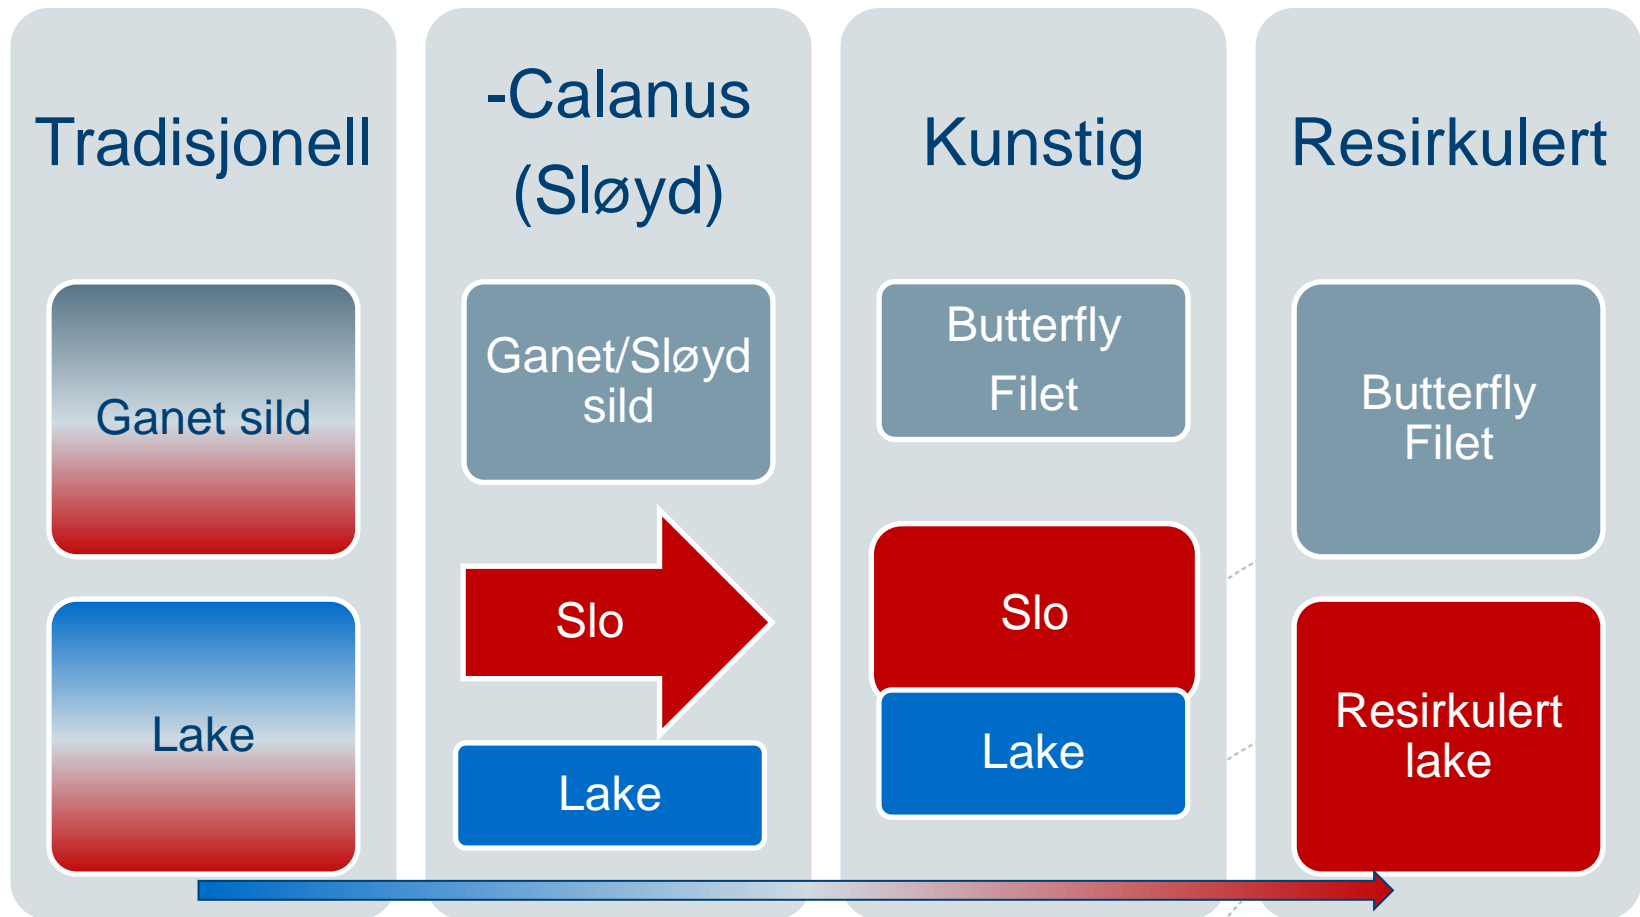 Tradisjonell
Ganet sild
Lake
-Calanus
(Sløyd)
Ganet/Sløyd
sild
Slo
Lake
Kunstig
Butterfly
Filet
Slo
Lake
Resirkulert
Butterfly
Filet
Resirkulert
lake